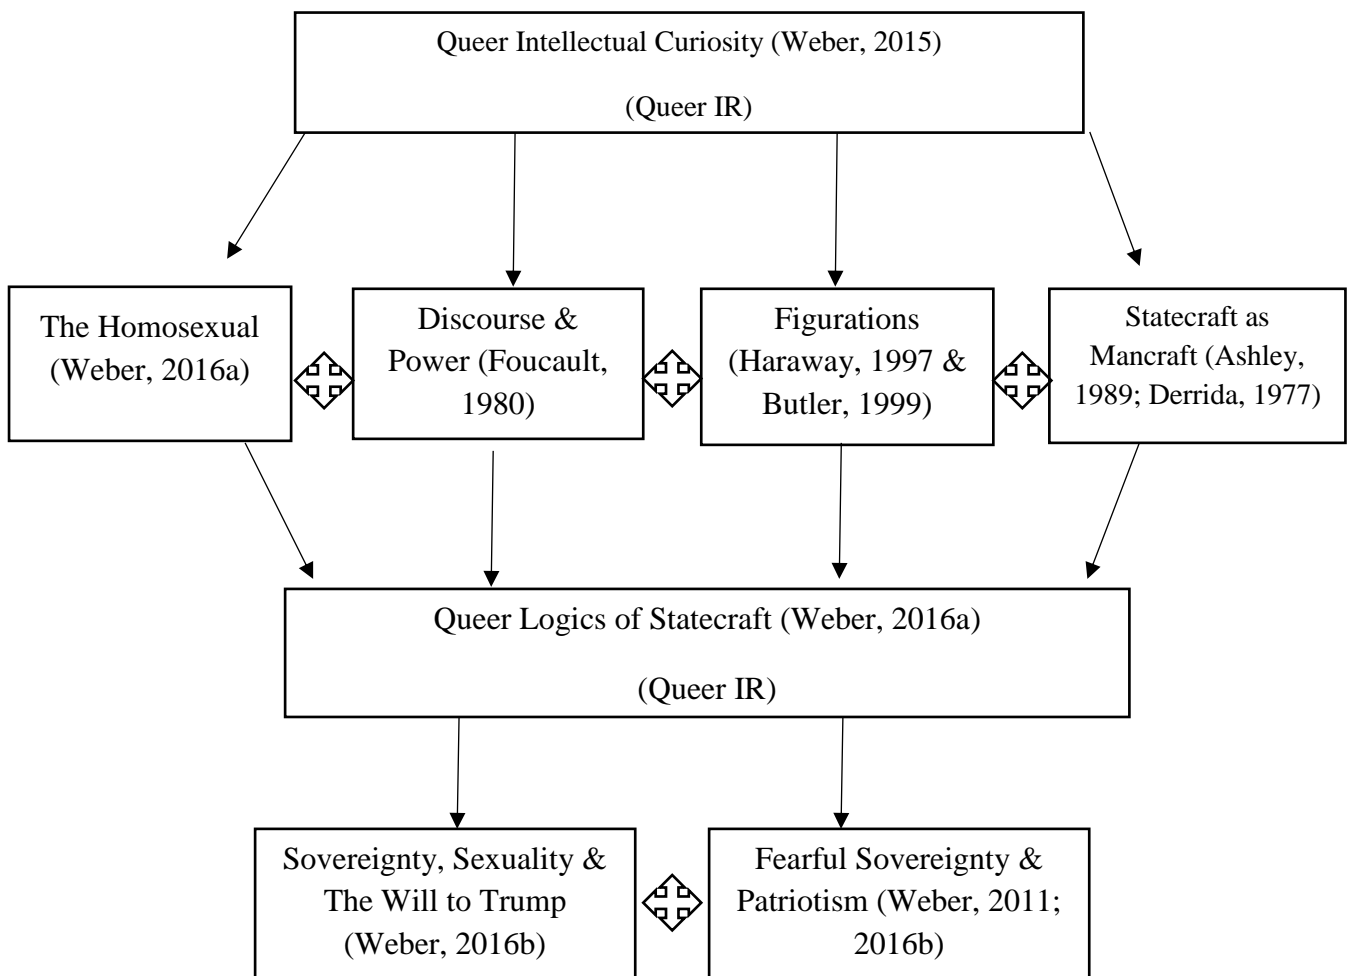 Queer Intellectual Curiosity (Weber, 2015)
(Queer IR)
The Homosexual
(Weber, 2016a)
Discourse &
Power (Foucault,
1980)
Figurations
(Haraway, 1997 &
Butler, 1999)
Statecraft as
Mancraft (Ashley,
1989; Derrida, 1977)
Queer Logics of Statecraft (Weber, 2016a)
(Queer IR)
Sovereignty, Sexuality &
The Will to Trump
(Weber, 2016b)
Fearful Sovereignty &
Patriotism (Weber, 2011;
2016b)